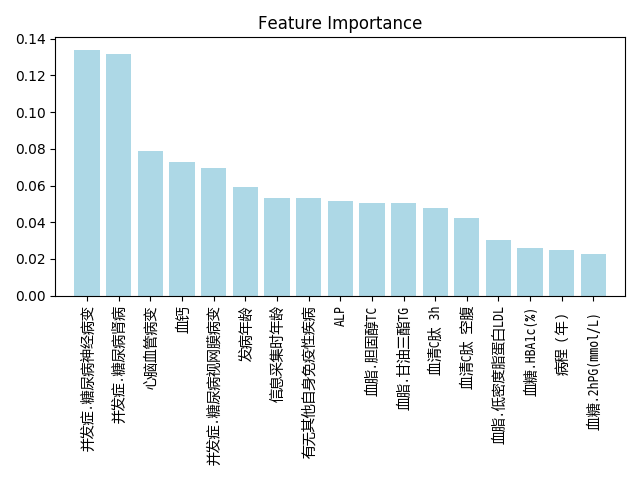 Feature Importance
0.14
0.12
0.10
0.08
0.06
0.04
0.02
0.00
并发症.糖尿病神经病变
并发症.糖尿病肾病
心脑血管病变
血钙
并发症.糖尿病视网膜病变
发病年龄
信息采集时年龄
有无其他自身免疫性疾病
ALP
血脂.胆固醇TC
血脂.甘油三酯TG
血清C肽 3h
血清C肽 空腹
血脂.低密度脂蛋白LDL
血糖.HBA1c(%)
病程 (年)
血糖.2hPG(mmol/L)